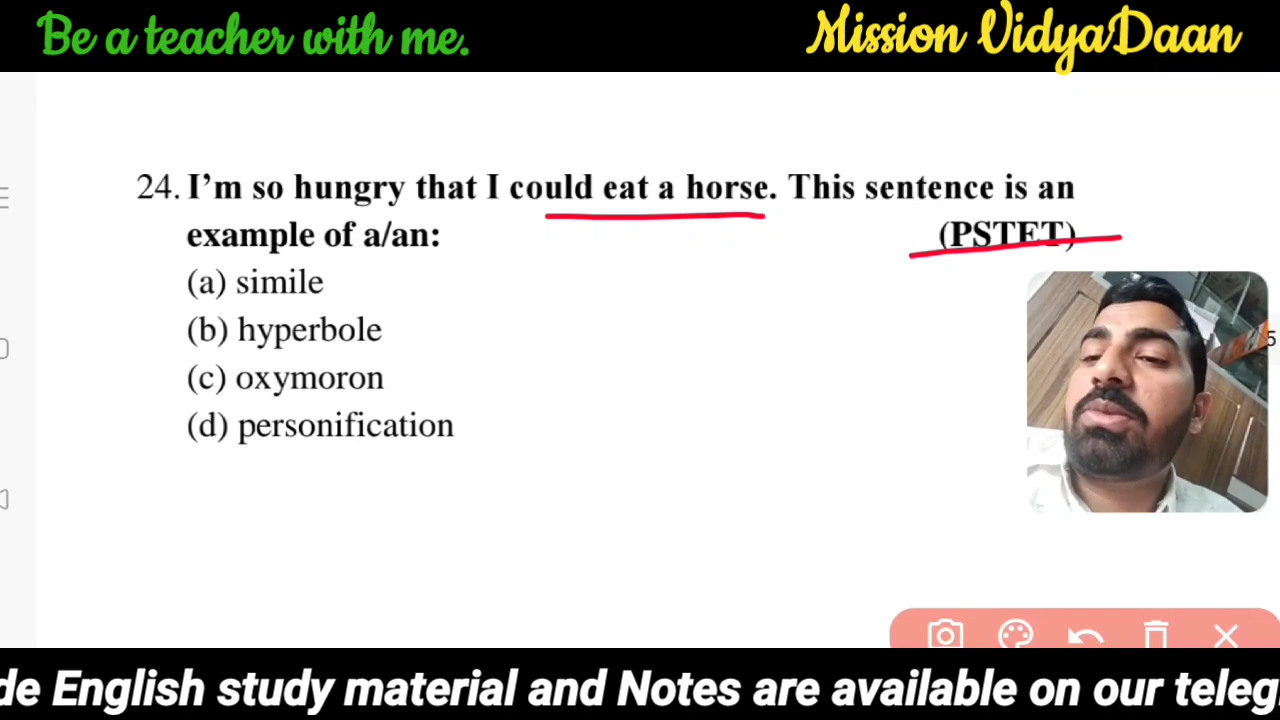 Be a teacher with me.
Mission VidyaDaan
24. I’m so hungry that I could eat a horse. This sentence is an
example of a/an: (PSTET)
(a) simile
(b) hyperbole
(c) oxymoron
(d) personification
5
de English study material and Notes are available on our teleg